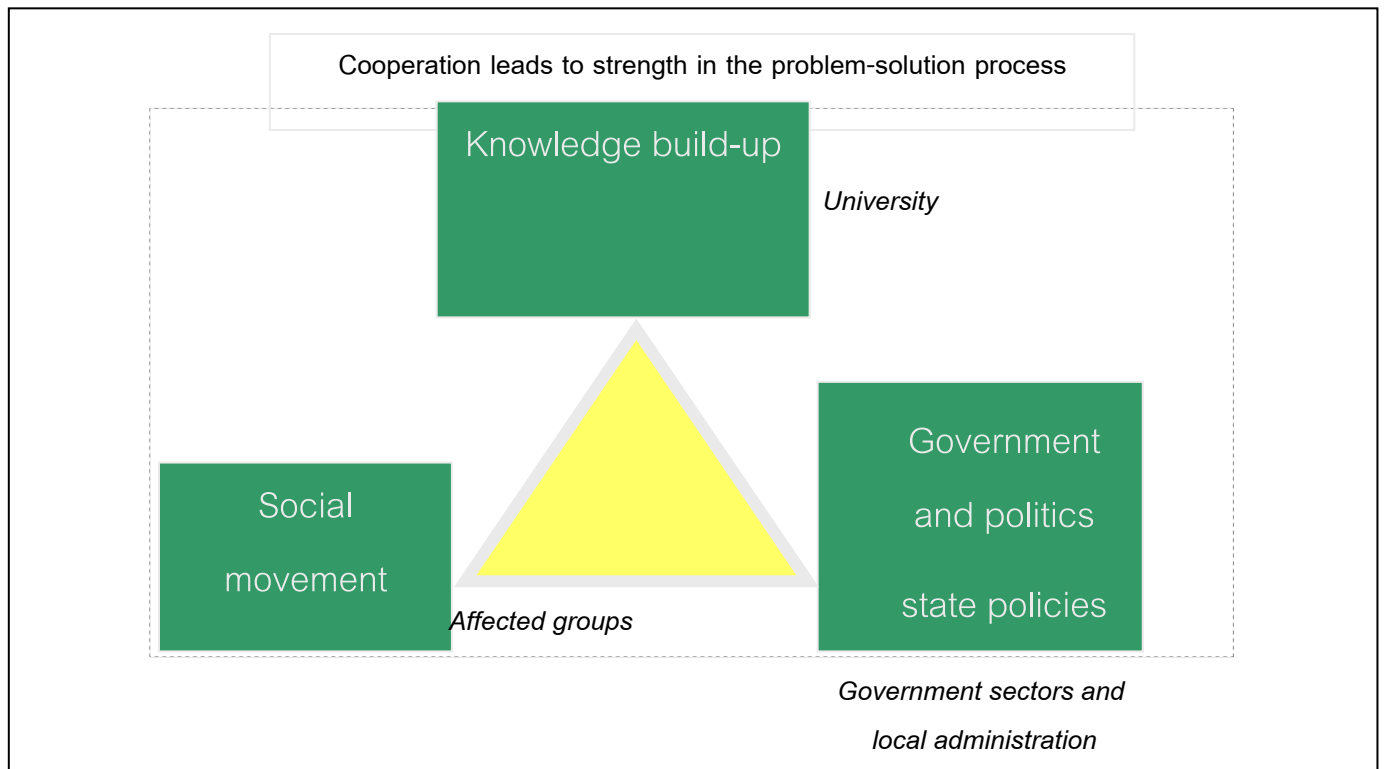 Cooperation leads to strength in the problem-solution process
Knowledge build-up
University
Social
movement
Affected groups
Government
and politics
state policies
Government sectors and
local administration